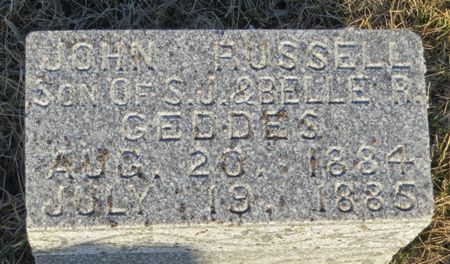 JOHN RUSSELL
SON OF S.J.&BELLE R.
GEDDES
AUG. 20. 1884
JULY 19. 1885